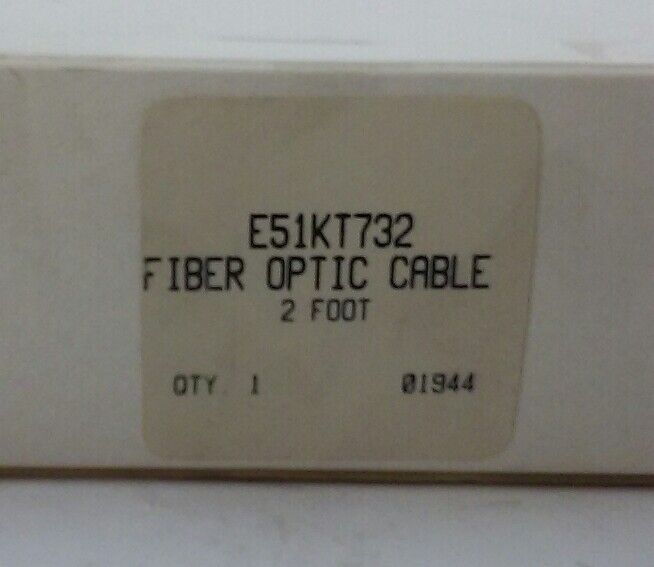 E51KT732
FIBER OPTIC CABLE
2 FOOT
QTY. 1 01944